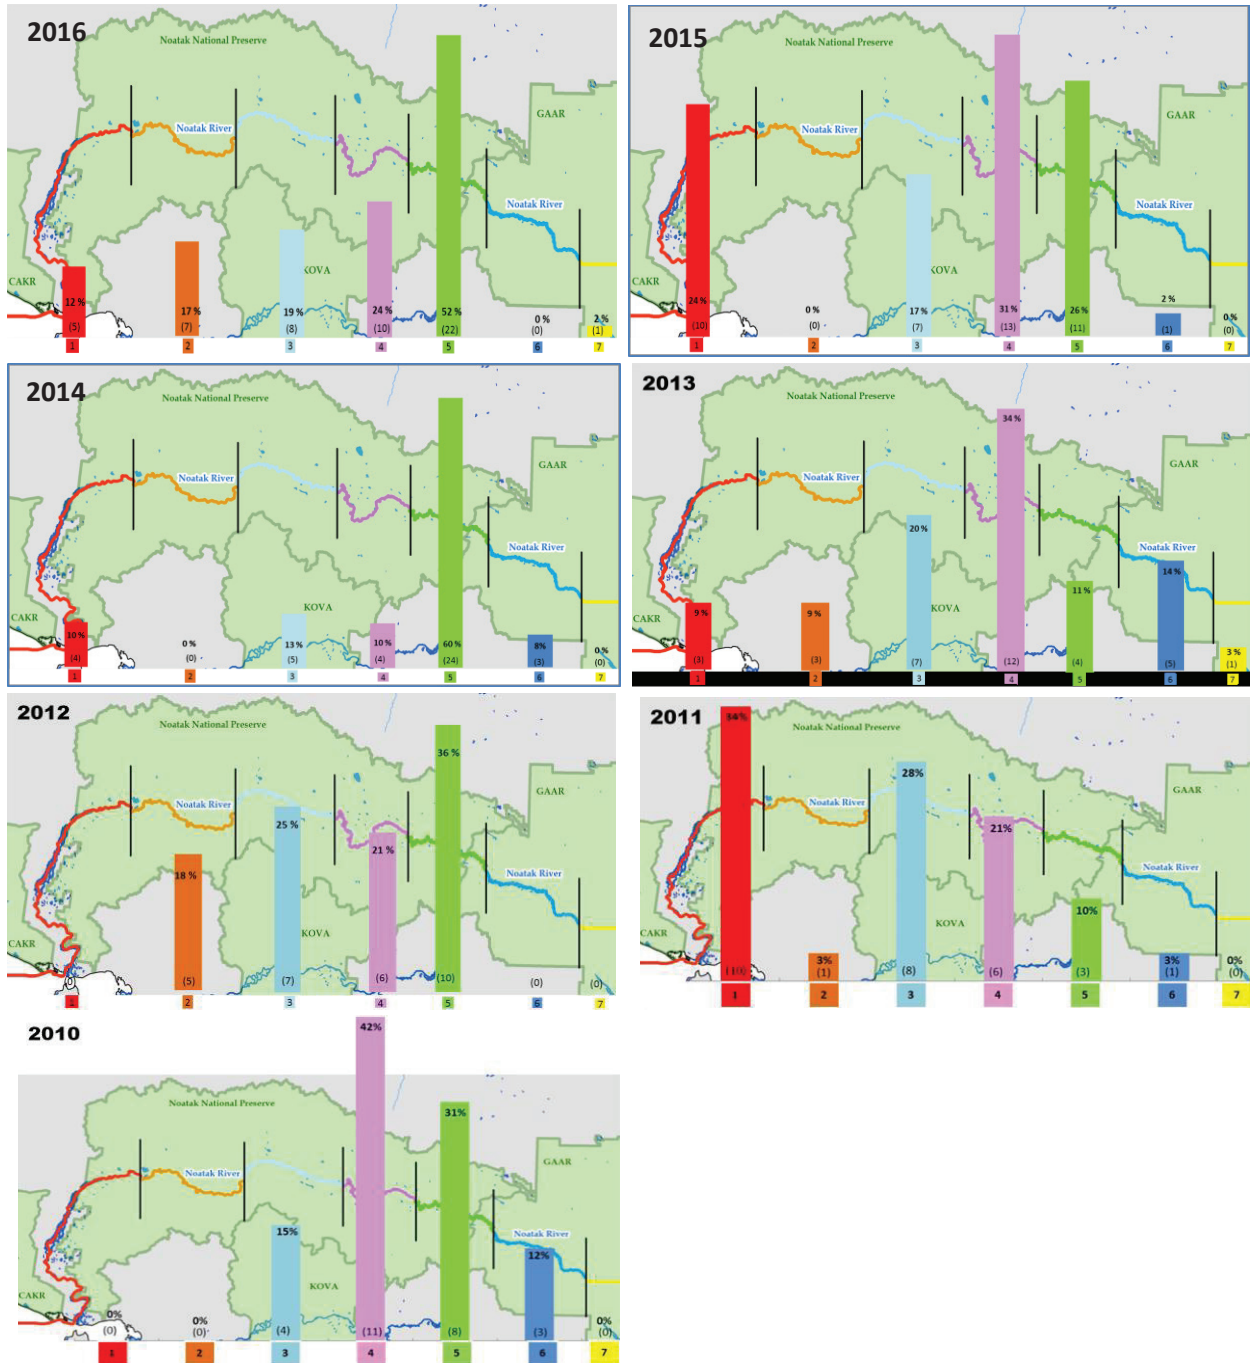 2016
Noatak National Preserve
GAAR
Noatak River
Noatak River
CAKR
KOVA
12 % 17 % 19 % 24 % 52 % 0 % 2 %
(5) (7) (8) (10) (22) (0) (1)
1 2 3 4 5 6 7
2015
Noatak National Preserve
GAAR
Noatak River
Noatak River
CAKR
KOVA
24 % 0 % 17 % 31 % 26 % 2 % 0 %
(10) (0) (7) (13) (11) (1) (0)
1 2 3 4 5 6 7
2014
Noatak National Preserve
GAAR
Noatak River
Noatak River
CAKR
KOVA
10 % 0 % 13 % 10 % 60 % 8% 0 %
(4) (0) (5) (4) (24) (3) (0)
1 2 3 4 5 6 7
2013
Noatak National Preserve
GAAR
Noatak River
Noatak River
CAKR
KOVA
9 % 9 % 20 % 34 % 11 % 14 % 3 %
(3) (3) (7) (12) (4) (5) (1)
1 2 3 4 5 6 7
2012
Noatak National Preserve
GAAR
Noatak River
Noatak River
CAKR
KOVA
18 % 25 % 21 % 36 %
(0) (5) (7) (6) (10) (0) (0)
1 2 3 4 5 6 7
2011
Noatak National Preserve
GAAR
Noatak River
Noatak River
CAKR
KOVA
34% 3% 28% 21% 10% 3% 0%
(10) (1) (8) (6) (3) (1) (0)
1 2 3 4 5 6 7
2010
Noatak National Preserve
GAAR
Noatak River
Noatak River
CAKR
KOVA
0% 0% 15% 42% 31% 12% 0%
(0) (0) (4) (11) (8) (3) (0)
1 2 3 4 5 6 7